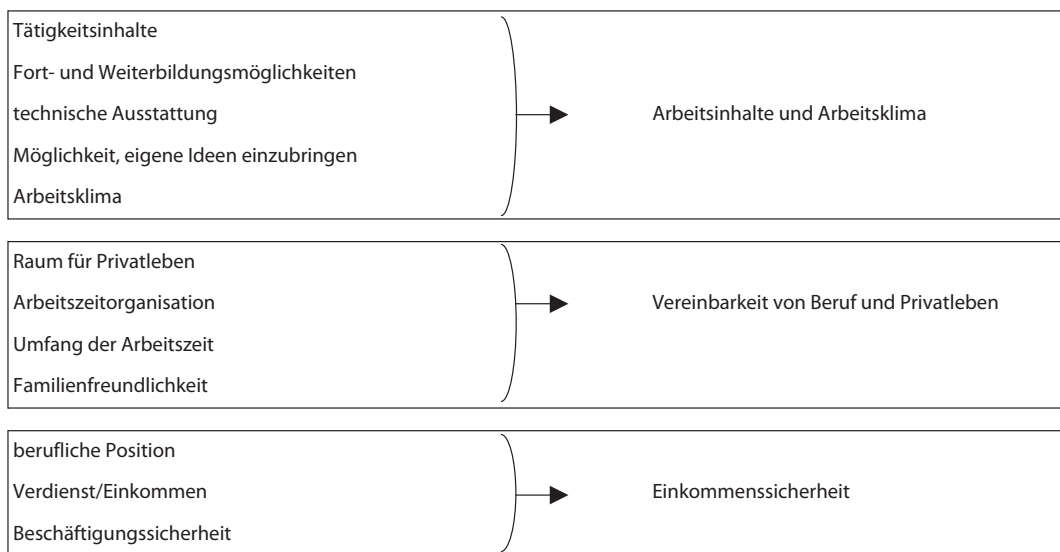 Tätigkeitsinhalte
Fort- und Weiterbildungsmöglichkeiten
technische Ausstattung
Möglichkeit, eigene Ideen einzubringen
Arbeitsklima
Arbeitsinhalte und Arbeitsklima
Raum für Privatleben
Arbeitszeitorganisation
Umfang der Arbeitszeit
Familienfreundlichkeit
Vereinbarkeit von Beruf und Privatleben
berufliche Position
Verdienst/Einkommen
Beschäftigungssicherheit
Einkommenssicherheit